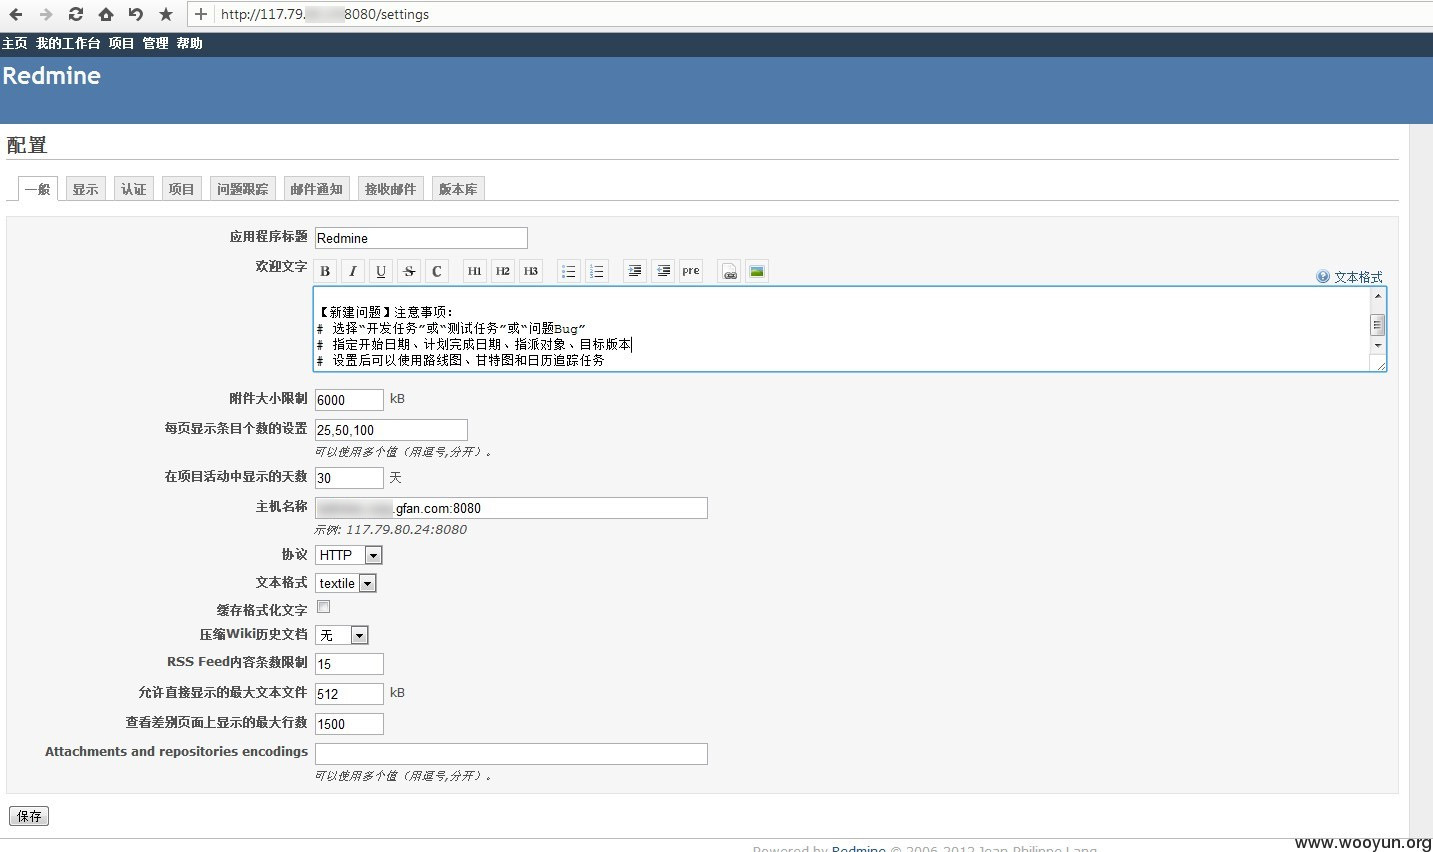 http://117.79. 8080/settings
主页 我的工作台 项目 管理 帮助
Redmine
配置
一般 显示 认证 项目 问题跟踪 邮件通知 接收邮件 版本库
应用程序标题 Redmine
欢迎文字 B I U S C H1 H2 H3 pre
文本格式
【新建问题】注意事项:
# 选择“开发任务”或“测试任务”或“问题Bug”
# 指定开始日期、计划完成日期、指派对象、目标版本
# 设置后可以使用路线图、甘特图和日历追踪任务
附件大小限制 6000 kB
每页显示条目个数的设置 25,50,100
可以使用多个值（用逗号,分开）。
在项目活动中显示的天数 30 天
主机名称 .gfan.com:8080
示例: 117.79.80.24:8080
协议 HTTP
文本格式 textile
缓存格式化文字
压缩Wiki历史文档 无
RSS Feed内容条数限制 15
允许直接显示的最大文本文件 512 kB
查看差别页面上显示的最大行数 1500
Attachments and repositories encodings
可以使用多个值（用逗号,分开）。
保存
Powered by Redmine © 2006-2012 Jean-Philippe Lang
www.wooyun.org